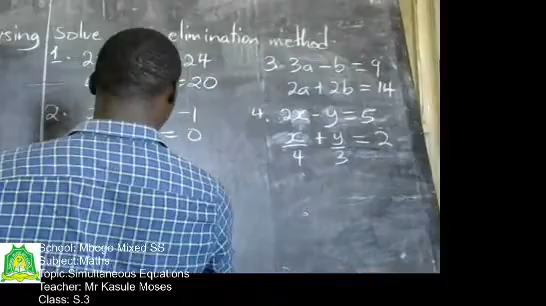 using Solve elimination method.
1. 2 24
=20
2. -1
= 0
3. 3a - b = 9
2a + 2b = 14
4. 2x - y = 5
x/4 + y/3 = 2
School: Mbogo Mixed SS
Subject:Maths
Topic:Simultaneous Equations
Teacher: Mr Kasule Moses
Class: S.3